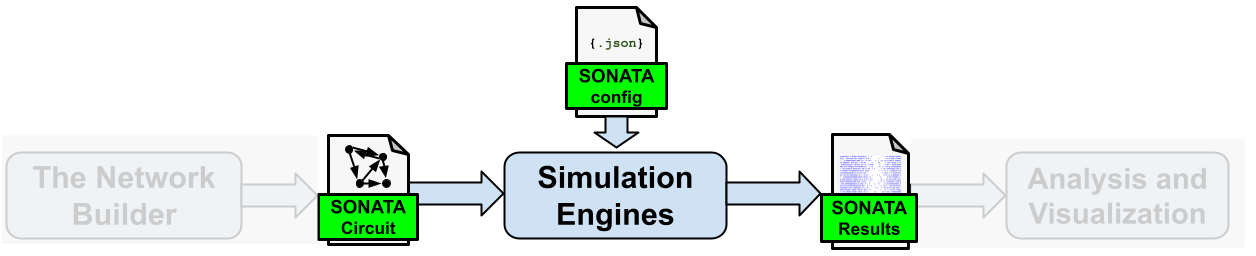 {.json}
SONATA
config
The Network
Builder
SONATA
Circuit
Simulation
Engines
SONATA
Results
Analysis and
Visualization